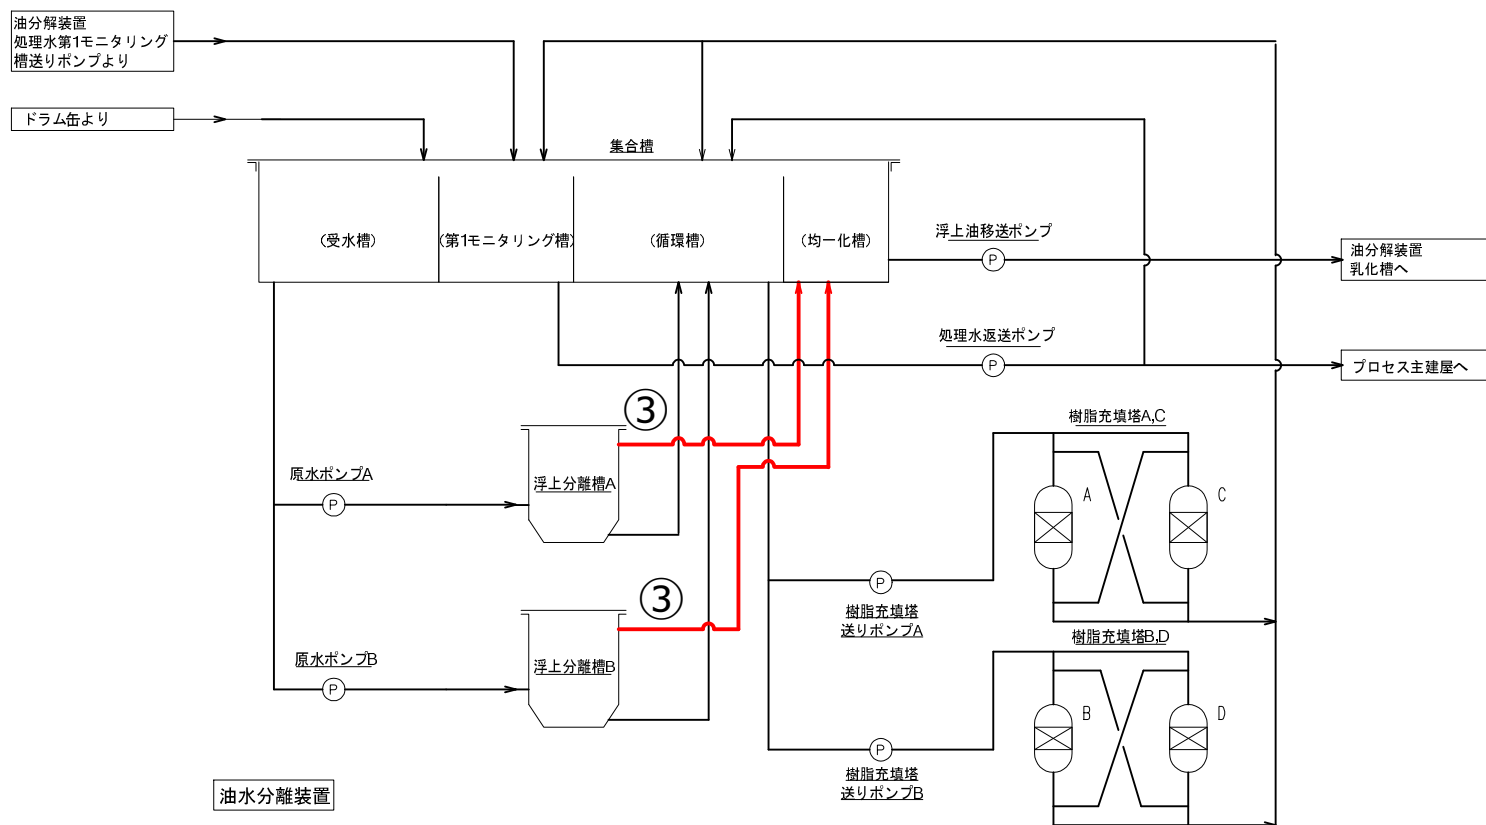 油分解装置
処理水第1モニタリング
槽送りポンプより
ドラム缶より
集合槽
(受水槽)
(第1モニタリング槽)
(循環槽)
(均一化槽)
浮上油移送ポンプ
P
油分解装置
乳化槽へ
処理水返送ポンプ
P
プロセス主建屋へ
③
樹脂充填塔A,C
原水ポンプA
P
浮上分離槽A
A
C
③
P
樹脂充填塔
送りポンプA
樹脂充填塔B,D
原水ポンプB
P
浮上分離槽B
B
D
P
樹脂充填塔
送りポンプB
油水分離装置